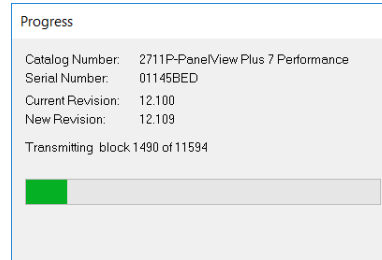 Progress
Catalog Number: 2711P-PanelView Plus 7 Performance
Serial Number: 01145BED
Current Revision: 12.100
New Revision: 12.109
Transmitting block 1490 of 11594